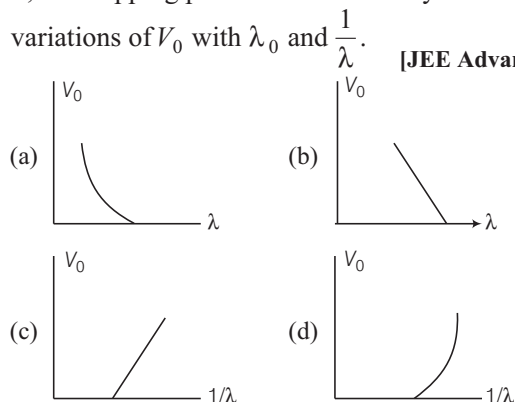 variations of V₀ with λ₀ and 1/λ.
[JEE Advan
(a) V₀ λ
(b) V₀ λ
(c) V₀ 1/λ
(d) V₀ 1/λ